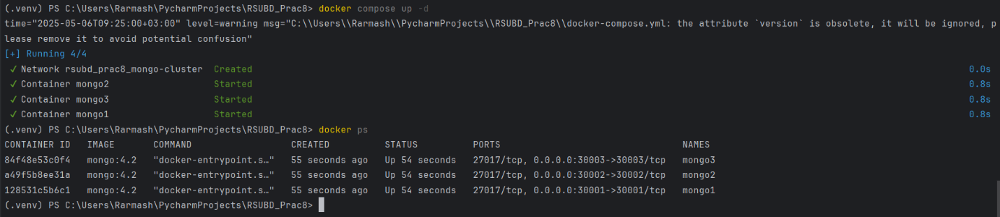 (.venv) PS C:\Users\Rarmash\PycharmProjects\RSUBD_Prac8> docker compose up -d
time="2025-05-06T09:25:00+03:00" level=warning msg="C:\\Users\\Rarmash\\PycharmProjects\\RSUBD_Prac8\\docker-compose.yml: the attribute `version` is obsolete, it will be ignored, p
lease remove it to avoid potential confusion"
[+] Running 4/4
✓ Network rsubd_prac8_mongo-cluster  Created 0.0s
✓ Container mongo2                   Started 0.8s
✓ Container mongo3                   Started 0.8s
✓ Container mongo1                   Started 0.8s
(.venv) PS C:\Users\Rarmash\PycharmProjects\RSUBD_Prac8> docker ps
CONTAINER ID   IMAGE       COMMAND                  CREATED          STATUS          PORTS                                 NAMES
84f48e53c0f4   mongo:4.2   "docker-entrypoint.s…"   55 seconds ago   Up 54 seconds   27017/tcp, 0.0.0.0:30003->30003/tcp   mongo3
a49f5b8ee31a   mongo:4.2   "docker-entrypoint.s…"   55 seconds ago   Up 54 seconds   27017/tcp, 0.0.0.0:30002->30002/tcp   mongo2
128531c5b6c1   mongo:4.2   "docker-entrypoint.s…"   55 seconds ago   Up 54 seconds   27017/tcp, 0.0.0.0:30001->30001/tcp   mongo1
(.venv) PS C:\Users\Rarmash\PycharmProjects\RSUBD_Prac8>